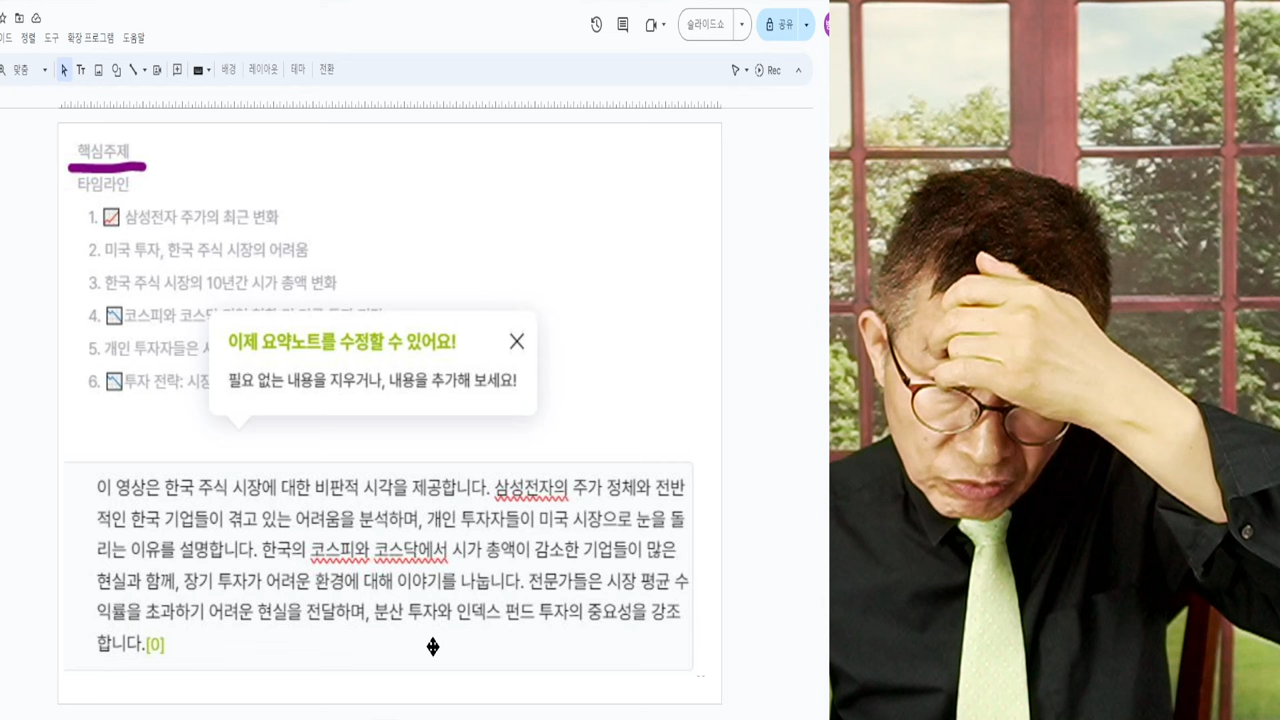 정렬 도구 확장 프로그램 도움말
슬라이드쇼
공유
맞춤
배경 레이아웃 테마 전환
Rec
핵심주제
타임라인
1. 📈 삼성전자 주가의 최근 변화
2. 미국 투자, 한국 주식 시장의 어려움
3. 한국 주식 시장의 10년간 시가 총액 변화
4. 📉코스피와
5. 개인 투자자들은
6. 📉투자 전략:
이제 요약노트를 수정할 수 있어요!
필요 없는 내용을 지우거나, 내용을 추가해 보세요!
이 영상은 한국 주식 시장에 대한 비판적 시각을 제공합니다. 삼성전자의 주가 정체와 전반
적인 한국 기업들이 겪고 있는 어려움을 분석하며, 개인 투자자들이 미국 시장으로 눈을 돌
리는 이유를 설명합니다. 한국의 코스피와 코스닥에서 시가 총액이 감소한 기업들이 많은
현실과 함께, 장기 투자가 어려운 환경에 대해 이야기를 나눕니다. 전문가들은 시장 평균 수
익률을 초과하기 어려운 현실을 전달하며, 분산 투자와 인덱스 펀드 투자의 중요성을 강조
합니다.[0]